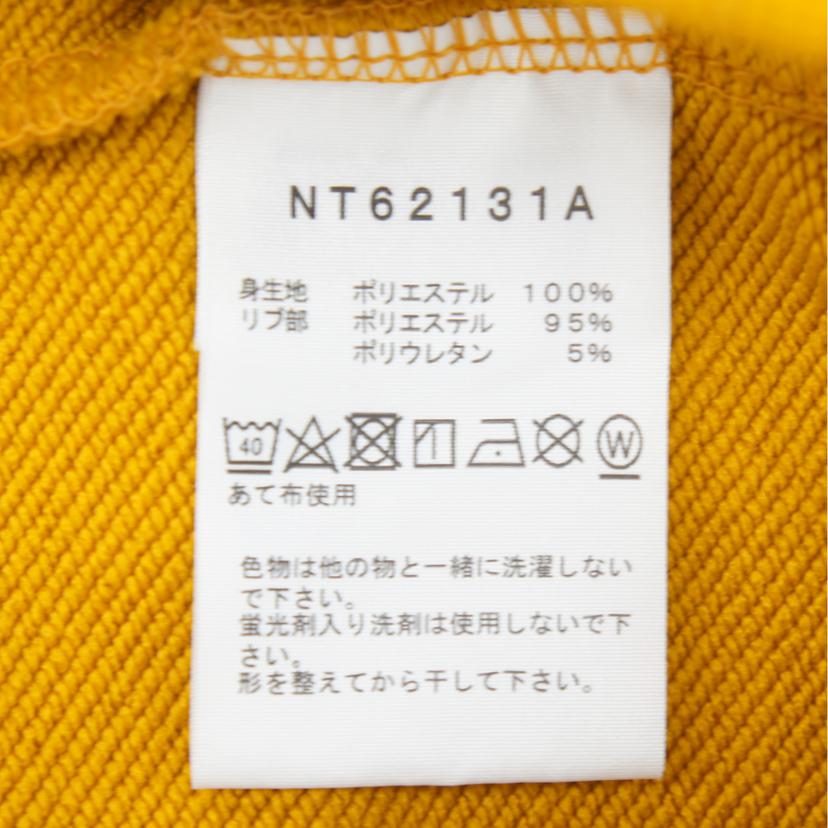 NT62131A
身生地 ポリエステル 100%
リブ部 ポリエステル 95%
ポリウレタン 5%
40 W
あて布使用
色物は他の物と一緒に洗濯しない
で下さい。
蛍光剤入り洗剤は使用しないで下
さい。
形を整えてから干して下さい。